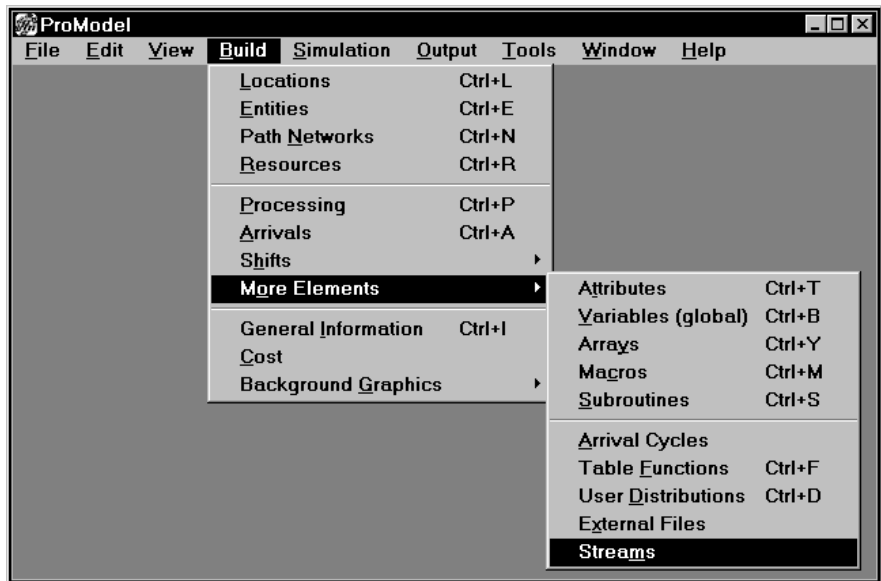 ProModel
File Edit View Build Simulation Output Tools Window Help
Locations Ctrl+L
Entities Ctrl+E
Path Networks Ctrl+N
Resources Ctrl+R
Processing Ctrl+P
Arrivals Ctrl+A
Shifts
More Elements
General Information Ctrl+I
Cost
Background Graphics
Attributes Ctrl+T
Variables (global) Ctrl+B
Arrays Ctrl+Y
Macros Ctrl+M
Subroutines Ctrl+S
Arrival Cycles
Table Functions Ctrl+F
User Distributions Ctrl+D
External Files
Streams